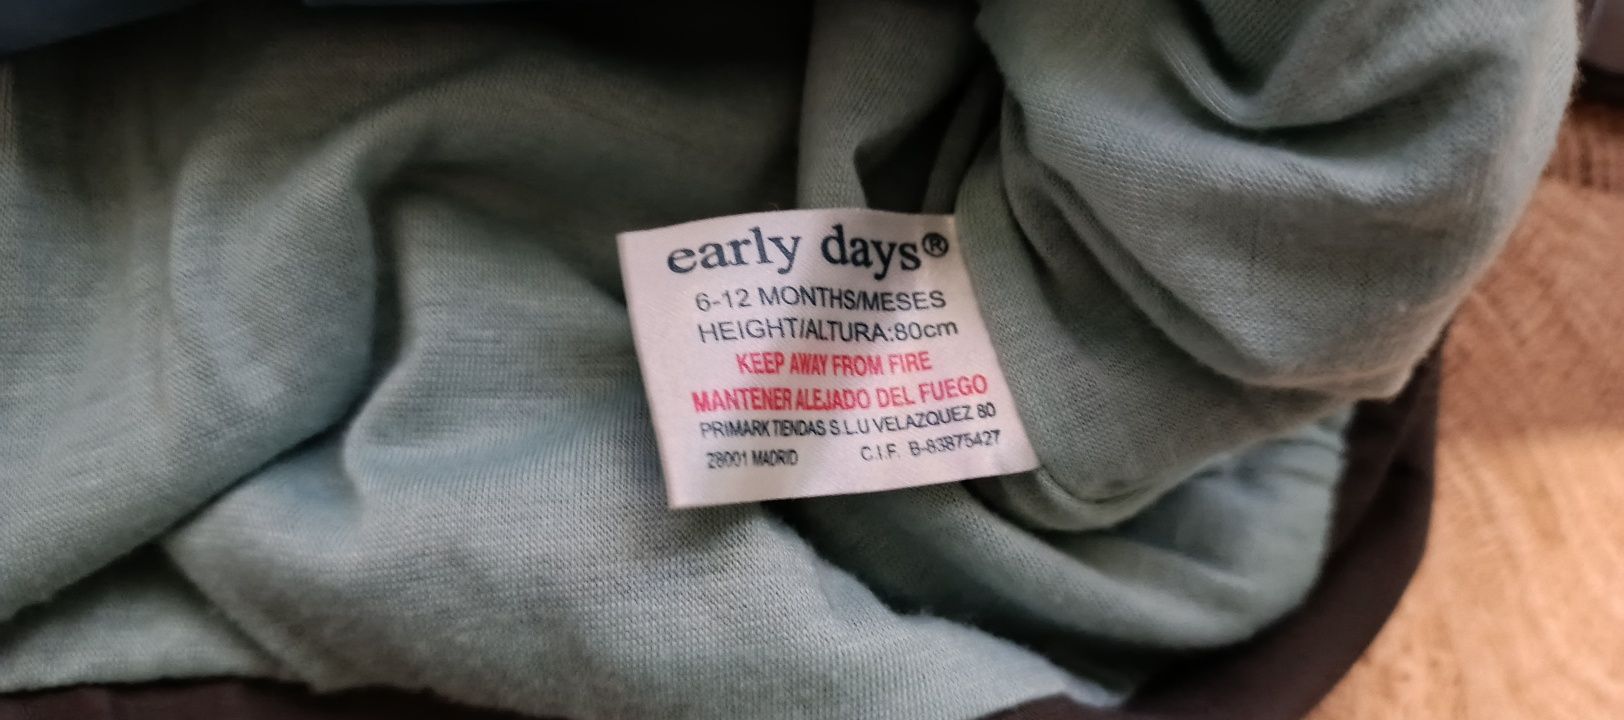 early days®
6-12 MONTHS/MESES
HEIGHT/ALTURA:80cm
KEEP AWAY FROM FIRE
MANTENER ALEJADO DEL FUEGO
PRIMARK TIENDAS S.L.U VELAZQUEZ 80
28001 MADRID C.I.F. B-83875427